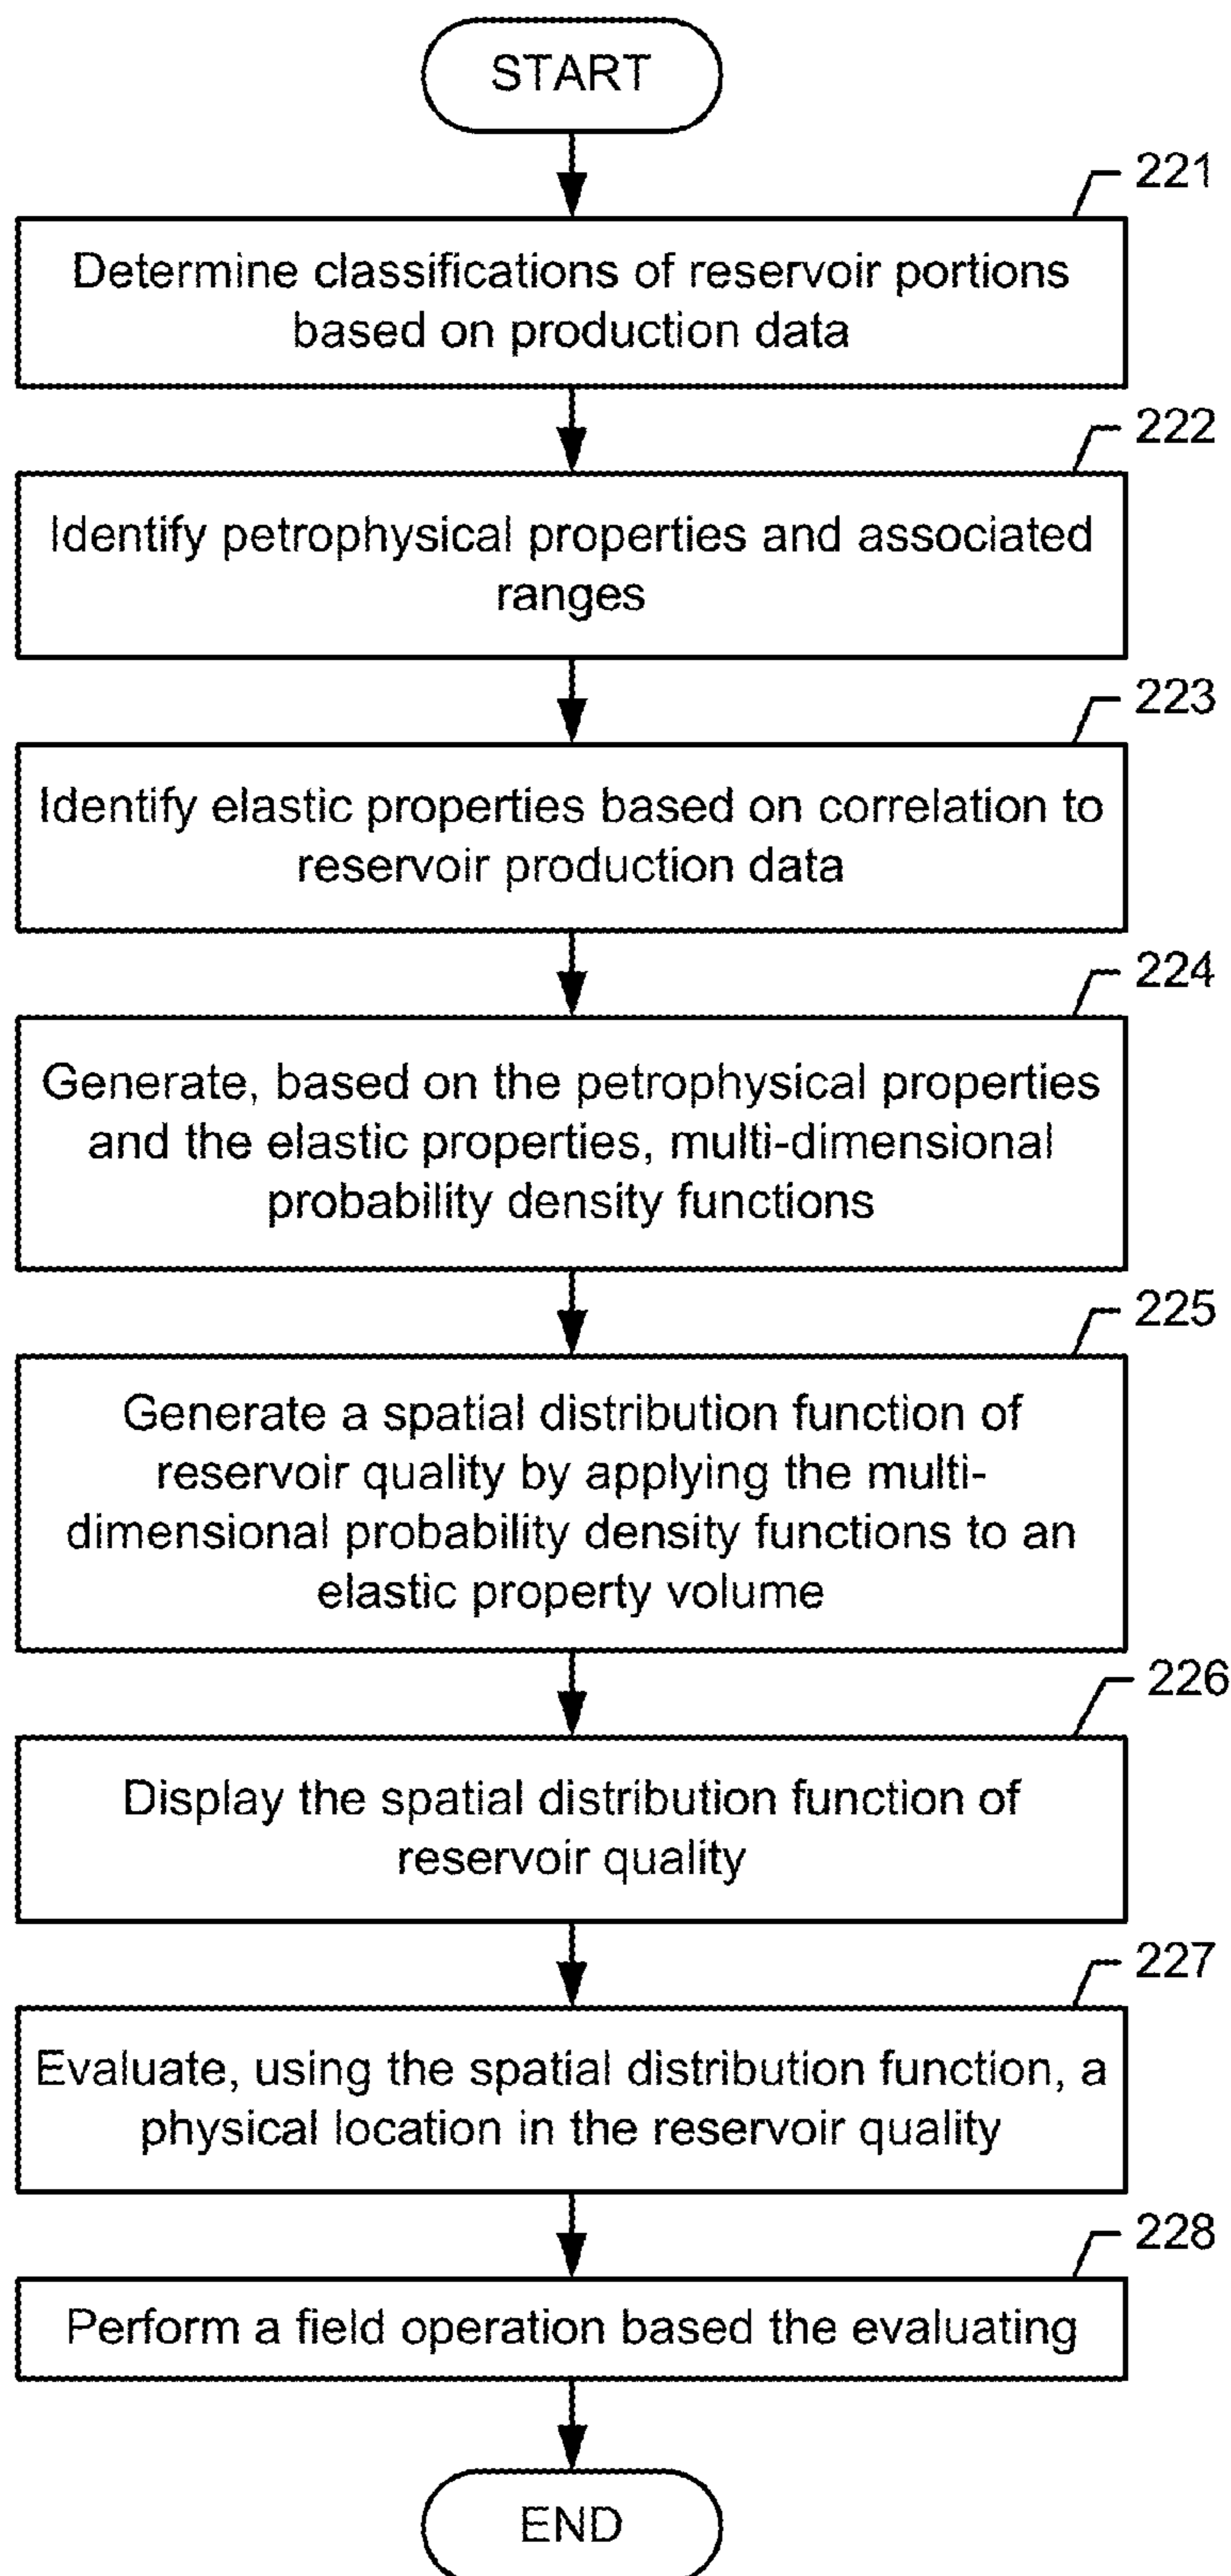 START
221
Determine classifications of reservoir portions
based on production data
222
Identify petrophysical properties and associated
ranges
223
Identify elastic properties based on correlation to
reservoir production data
224
Generate, based on the petrophysical properties
and the elastic properties, multi-dimensional
probability density functions
225
Generate a spatial distribution function of
reservoir quality by applying the multi-
dimensional probability density functions to an
elastic property volume
226
Display the spatial distribution function of
reservoir quality
227
Evaluate, using the spatial distribution function, a
physical location in the reservoir quality
228
Perform a field operation based the evaluating
END